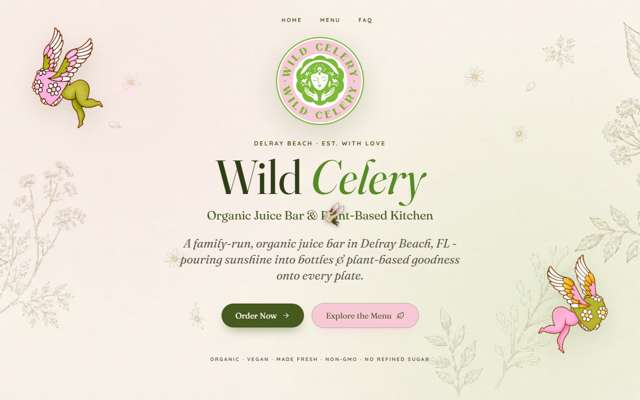 HOME MENU FAQ
WILD CELERY · WILD CELERY
DELRAY BEACH · EST. WITH LOVE
Wild Celery
Organic Juice Bar & -Based Kitchen
A family-run, organic juice bar in Delray Beach, FL -
pouring sunshine into bottles & plant-based goodness
onto every plate.
Order Now →
Explore the Menu
ORGANIC · VEGAN · MADE FRESH · NON-GMO · NO REFINED SUGAR